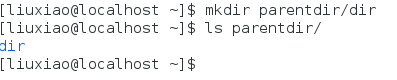 [liuxiao@localhost ~]$ mkdir parentdir/dir
[liuxiao@localhost ~]$ ls parentdir/
dir
[liuxiao@localhost ~]$